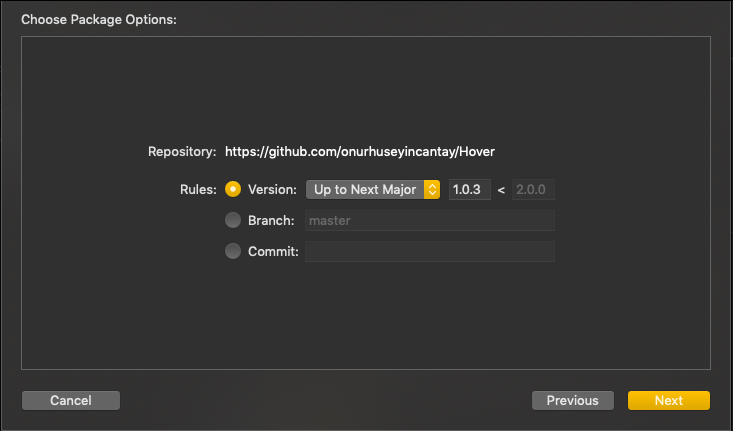 Choose Package Options:
Repository: https://github.com/onurhuseyincantay/Hover
Rules: Version: Up to Next Major 1.0.3 < 2.0.0
Branch: master
Commit:
Cancel Previous Next